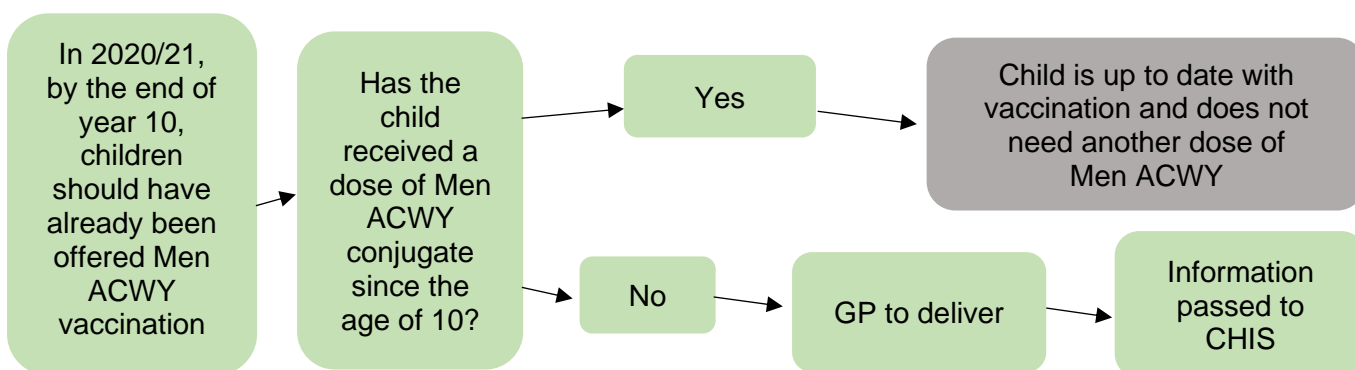 In 2020/21,
by the end of
year 10,
children
should have
already been
offered Men
ACWY
vaccination
Has the
child
received a
dose of Men
ACWY
conjugate
since the
age of 10?
Yes
Child is up to date with
vaccination and does not
need another dose of
Men ACWY
No
GP to deliver
Information
passed to
CHIS